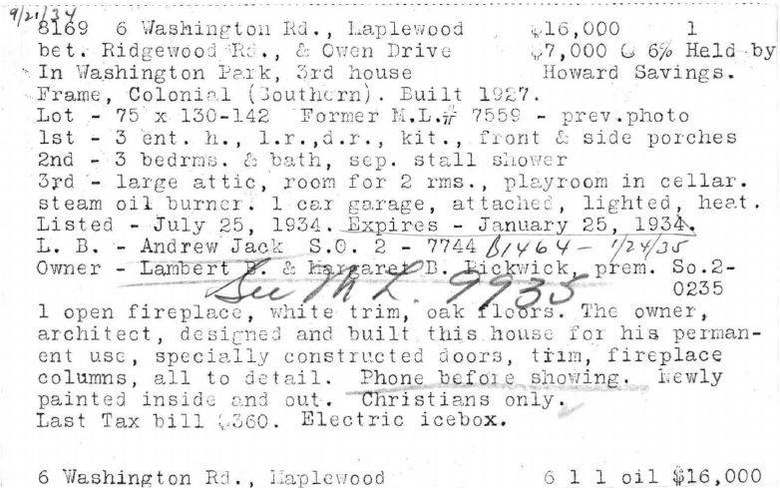 9/21/34
8169 6 Washington Rd., Maplewood $16,000 1
bet. Ridgewood Rd., & Owen Drive $7,000 @ 6% Held by
In Washington Park, 3rd house Howard Savings.
Frame, Colonial (Southern). Built 1927.
Lot - 75 x 130-142 Former M.L.# 7559 - prev.photo
1st - 3 ent. h., l.r.,d.r., kit., front & side porches
2nd - 3 bedrms. & bath, sep. stall shower
3rd - large attic, room for 2 rms., playroom in cellar.
steam oil burner. 1 car garage, attached, lighted, heat.
Listed - July 25, 1934. Expires - January 25, 1934.
L. B. - Andrew Jack S.O. 2 - 7744 B1464 - 1/24/35
Owner - Lambert & Margaret B. Pickwick, prem. So.2-
0235
See M L. 9935
1 open fireplace, white trim, oak floors. The owner,
architect, designed and built this house for his perman-
ent use, specially constructed doors, trim, fireplace
columns, all to detail. Phone before showing. Newly
painted inside and out. Christians only.
Last Tax bill $360. Electric icebox.
6 Washington Rd., Maplewood 6 1 1 oil $16,000